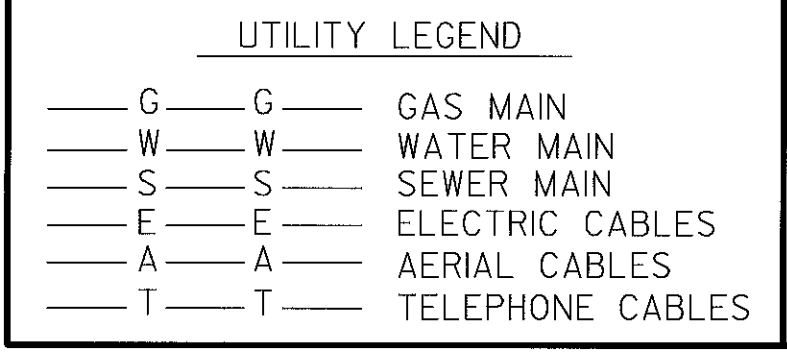 UTILITY LEGEND
G G GAS MAIN
W W WATER MAIN
S S SEWER MAIN
E E ELECTRIC CABLES
A A AERIAL CABLES
T T TELEPHONE CABLES